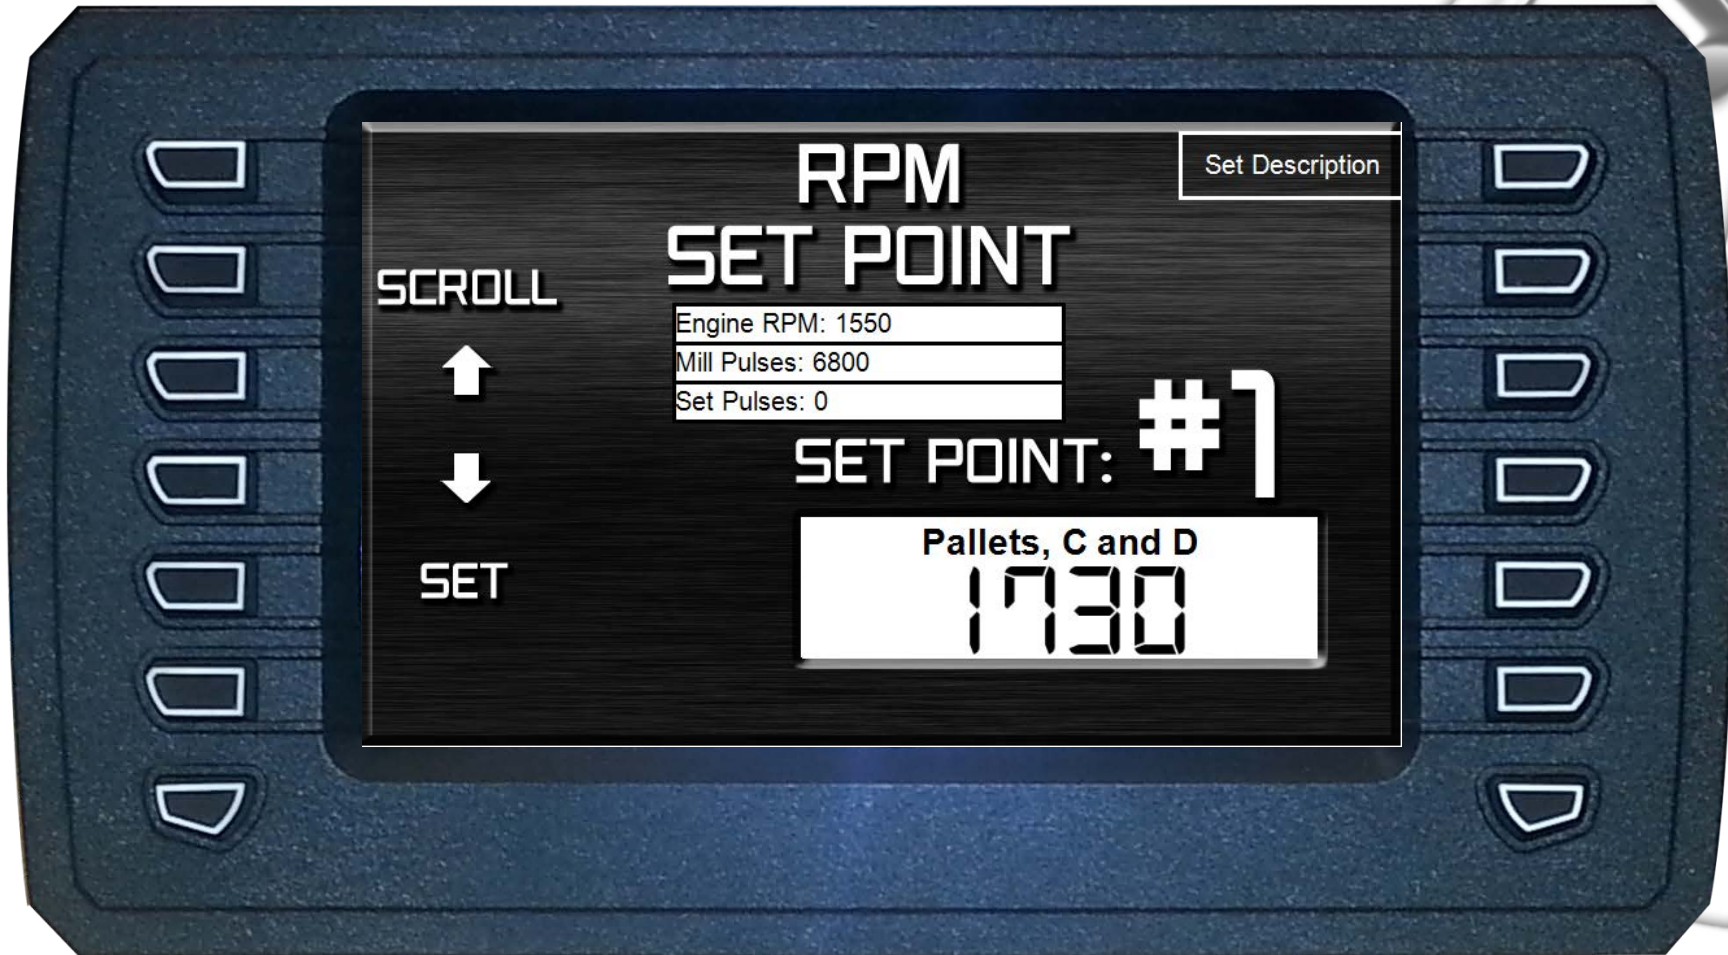 RPM
SET POINT
Set Description
SCROLL
Engine RPM: 1550
Mill Pulses: 6800
Set Pulses: 0
SET POINT: #1
Pallets, C and D
1730
SET